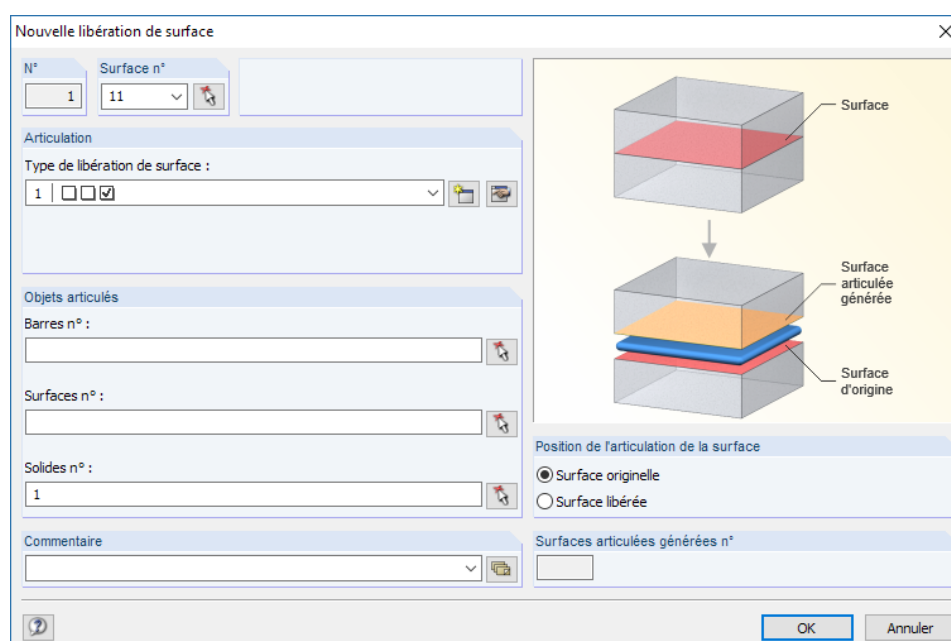 Nouvelle libération de surface
N°
Surface n°
1
11
Articulation
Type de libération de surface :
1
Objets articulés
Barres n° :
Surfaces n° :
Solides n° :
1
Commentaire
Surface
Surface
articulée
générée
Surface
d'origine
Position de l'articulation de la surface
Surface originelle
Surface libérée
Surfaces articulées générées n°
OK
Annuler